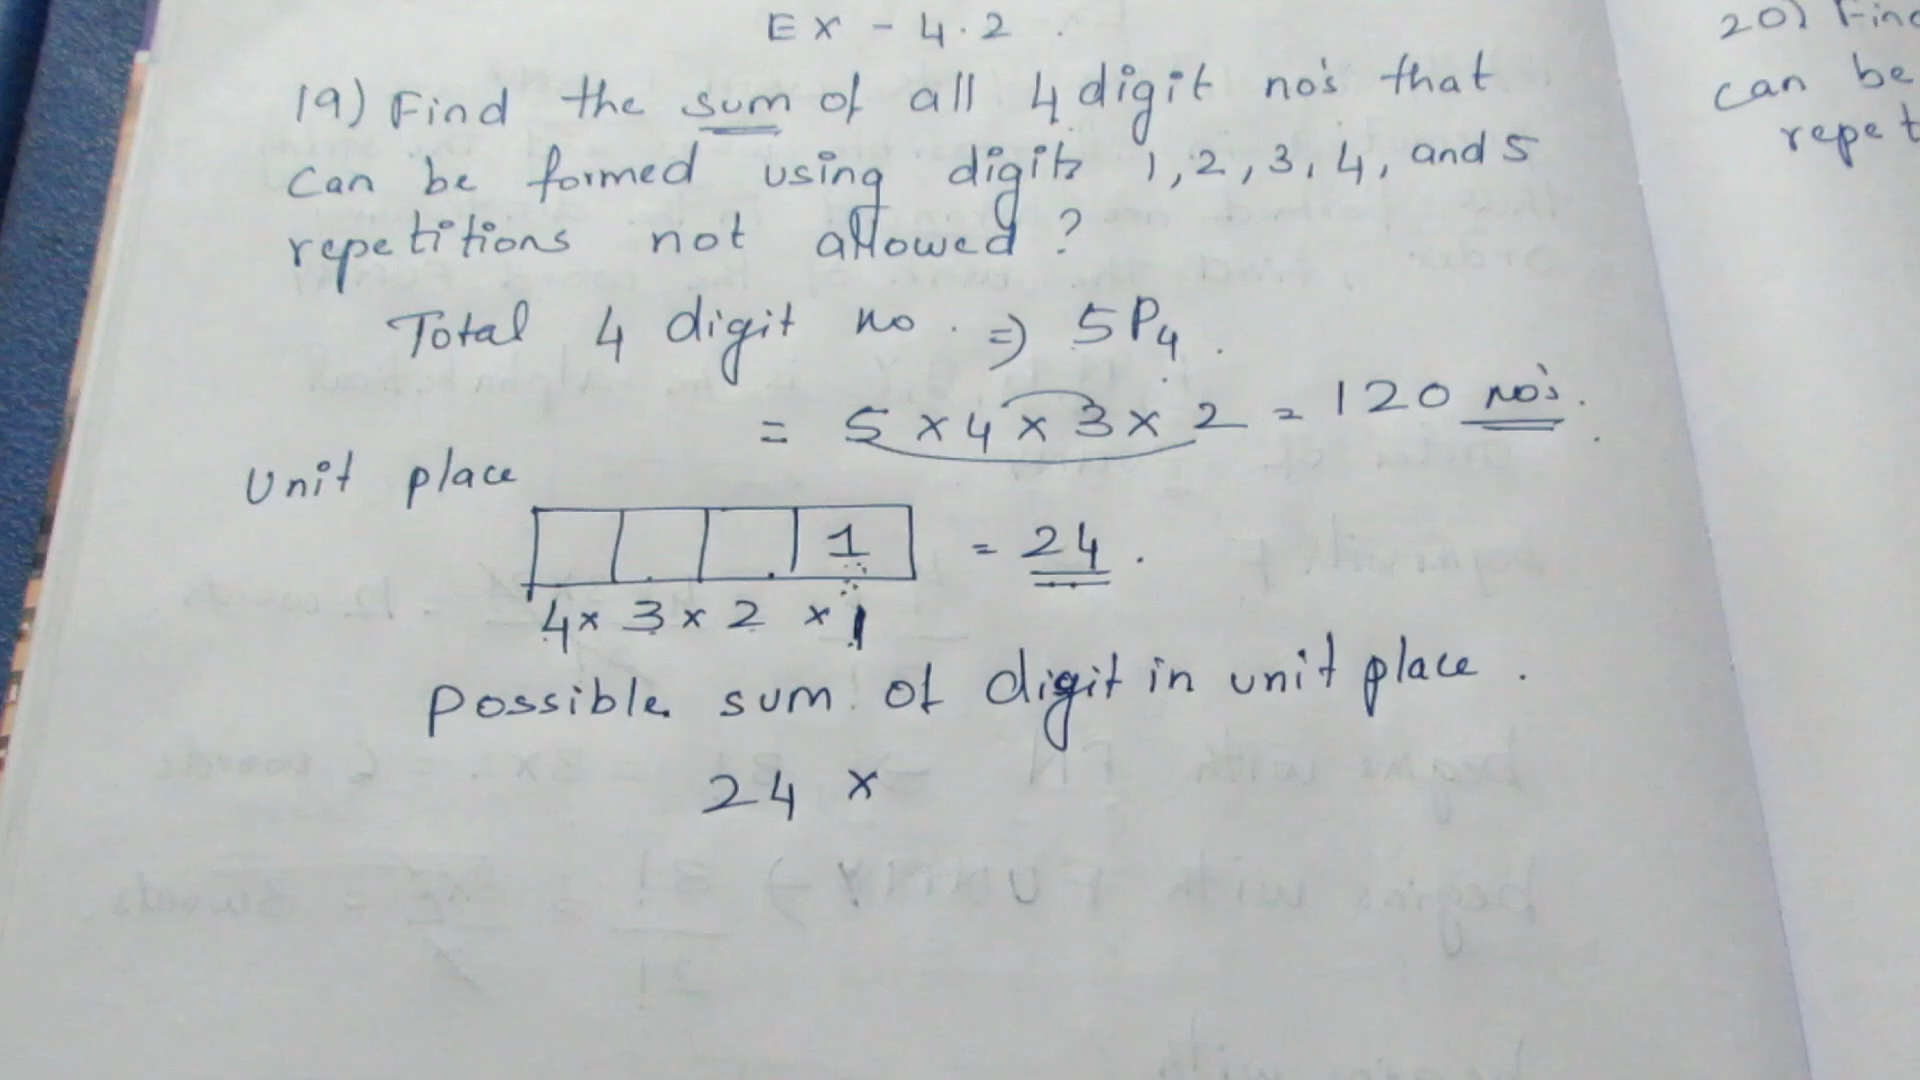 Ex - 4.2
19) Find the sum of all 4 digit no's that
can be formed using digits 1, 2, 3, 4, and 5
repetitions not allowed ?
Total 4 digit no. ⇒ 5P4.
= 5 × 4 × 3 × 2 = 120 no's.
Unit place
1 = 24.
4 × 3 × 2 × 1
Possible sum of digit in unit place.
24 ×
20) Find
can be
repet